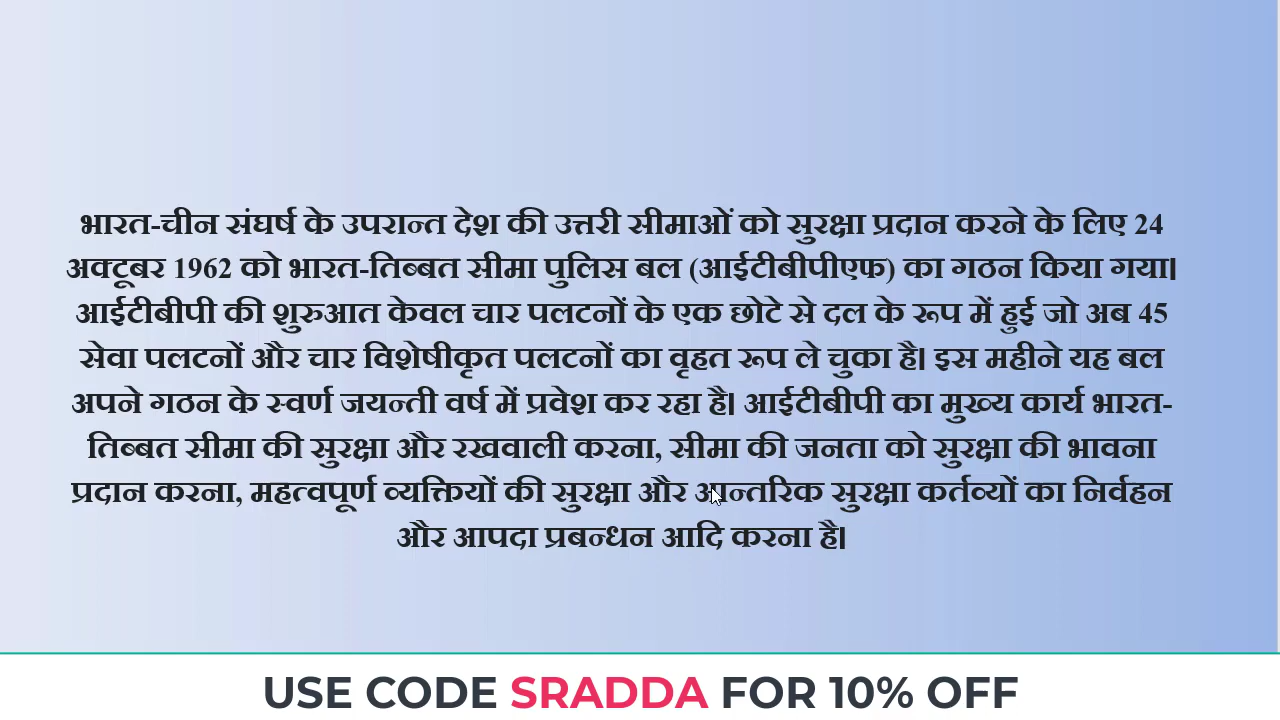 भारत-चीन संघर्ष के उपरान्त देश की उत्तरी सीमाओं को सुरक्षा प्रदान करने के लिए 24
अक्टूबर 1962 को भारत-तिब्बत सीमा पुलिस बल (आईटीबीपीएफ) का गठन किया गया।
आईटीबीपी की शुरुआत केवल चार पलटनों के एक छोटे से दल के रूप में हुई जो अब 45
सेवा पलटनों और चार विशेषीकृत पलटनों का वृहत रूप ले चुका है। इस महीने यह बल
अपने गठन के स्वर्ण जयन्ती वर्ष में प्रवेश कर रहा है। आईटीबीपी का मुख्य कार्य भारत-
तिब्बत सीमा की सुरक्षा और रखवाली करना, सीमा की जनता को सुरक्षा की भावना
प्रदान करना, महत्वपूर्ण व्यक्तियों की सुरक्षा और आन्तरिक सुरक्षा कर्तव्यों का निर्वहन
और आपदा प्रबन्धन आदि करना है।
USE CODE SRADDA FOR 10% OFF